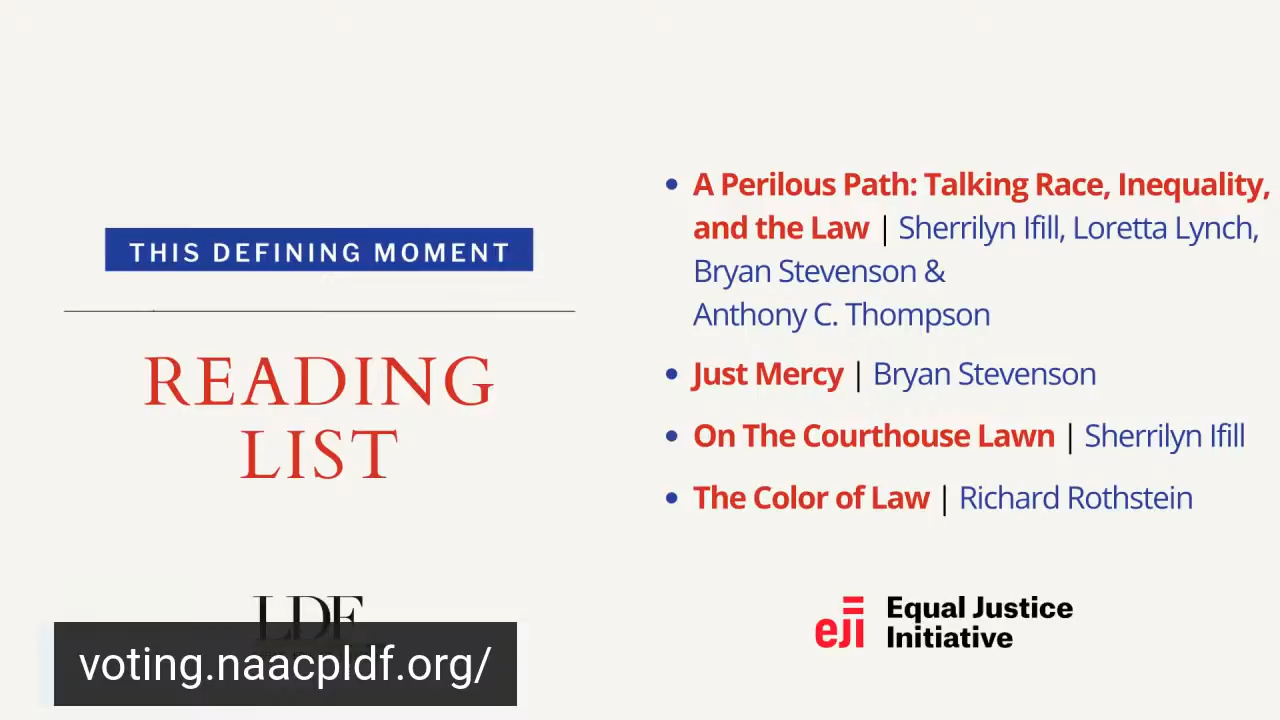 THIS DEFINING MOMENT
READING
LIST
LDF
voting.naacpldf.org/
• A Perilous Path: Talking Race, Inequality,
and the Law | Sherrilyn Ifill, Loretta Lynch,
Bryan Stevenson &
Anthony C. Thompson
• Just Mercy | Bryan Stevenson
• On The Courthouse Lawn | Sherrilyn Ifill
• The Color of Law | Richard Rothstein
eji
Equal Justice
Initiative